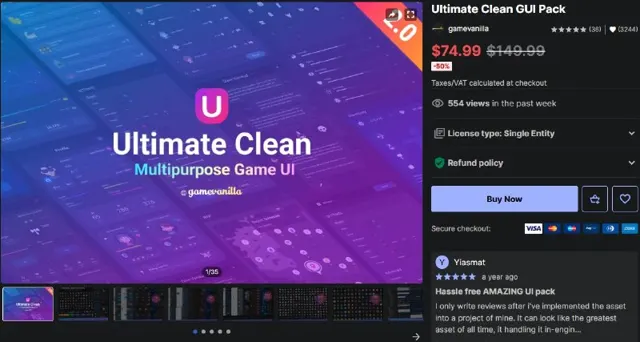 2.0
U
Ultimate Clean
Multipurpose Game UI
© gamevanilla
1/35
Ultimate Clean GUI Pack
gamevanilla
(36) | (3244)
$74.99 $149.99
-50%
Taxes/VAT calculated at checkout
554 views in the past week
License type: Single Entity
Refund policy
Buy Now
Secure checkout:
VISA
Y Yiasmat
a year ago
Hassle free AMAZING UI pack
I only write reviews after i've implemented the asset
into a project of mine. It can look like the greatest
asset of all time, it handling it in-engin...